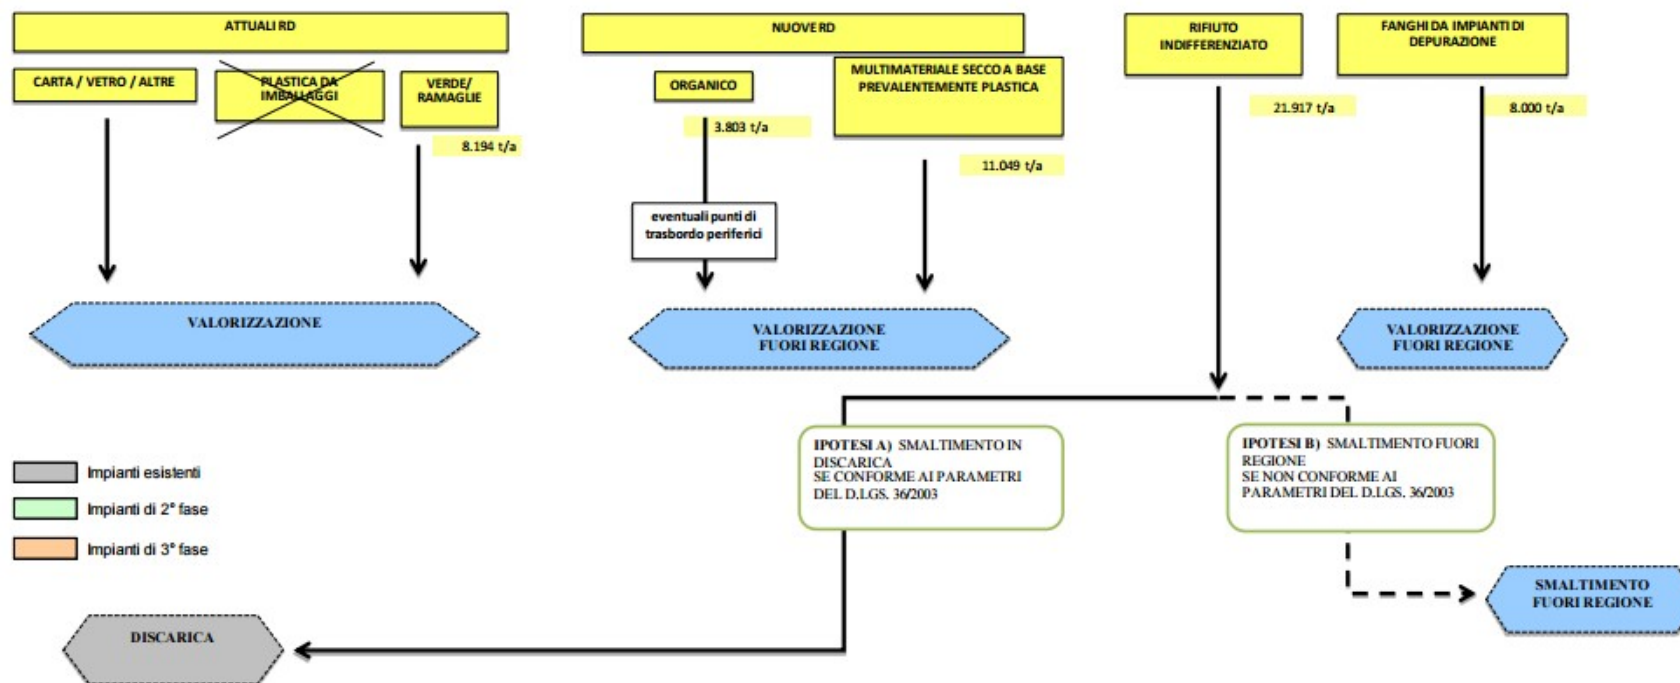 ATTUALI RD
CARTA / VETRO / ALTRE
PLASTICA DA
IMBALLAGGI
VERDE/
RAMAGLIE
8.194 t/a
NUOVE RD
ORGANICO
3.803 t/a
MULTIMATERIALE SECCO A BASE
PREVALENTEMENTE PLASTICA
11.049 t/a
eventuali punti di
trasbordo periferici
RIFIUTO
INDIFFERENZIATO
21.917 t/a
FANGHI DA IMPIANTI DI
DEPURAZIONE
8.000 t/a
VALORIZZAZIONE
VALORIZZAZIONE
FUORI REGIONE
VALORIZZAZIONE
FUORI REGIONE
IPOTESI A) SMALTIMENTO IN
DISCARICA
SE CONFORME AI PARAMETRI
DEL D.LGS. 36/2003
IPOTESI B) SMALTIMENTO FUORI
REGIONE
SE NON CONFORME AI
PARAMETRI DEL D.LGS. 36/2003
Impianti esistenti
Impianti di 2° fase
Impianti di 3° fase
SMALTIMENTO
FUORI REGIONE
DISCARICA